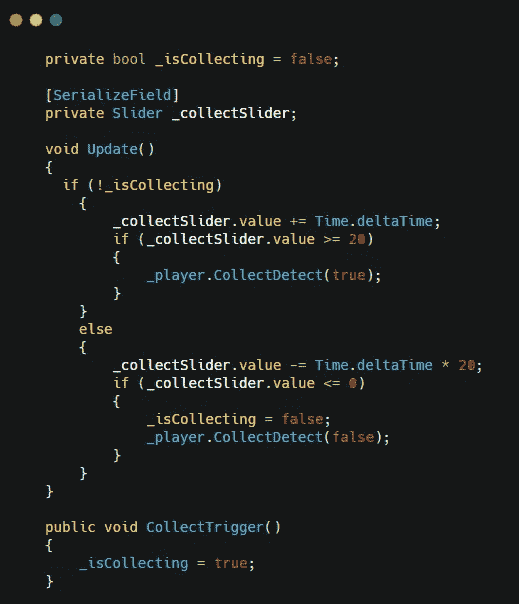 private bool _isCollecting = false;
[SerializeField]
private Slider _collectSlider;
void Update()
{
if (!_isCollecting)
{
_collectSlider.value += Time.deltaTime;
if (_collectSlider.value >= 20)
{
_player.CollectDetect(true);
}
}
else
{
_collectSlider.value -= Time.deltaTime * 20;
if (_collectSlider.value <= 0)
{
_isCollecting = false;
_player.CollectDetect(false);
}
}
}
public void CollectTrigger()
{
_isCollecting = true;
}